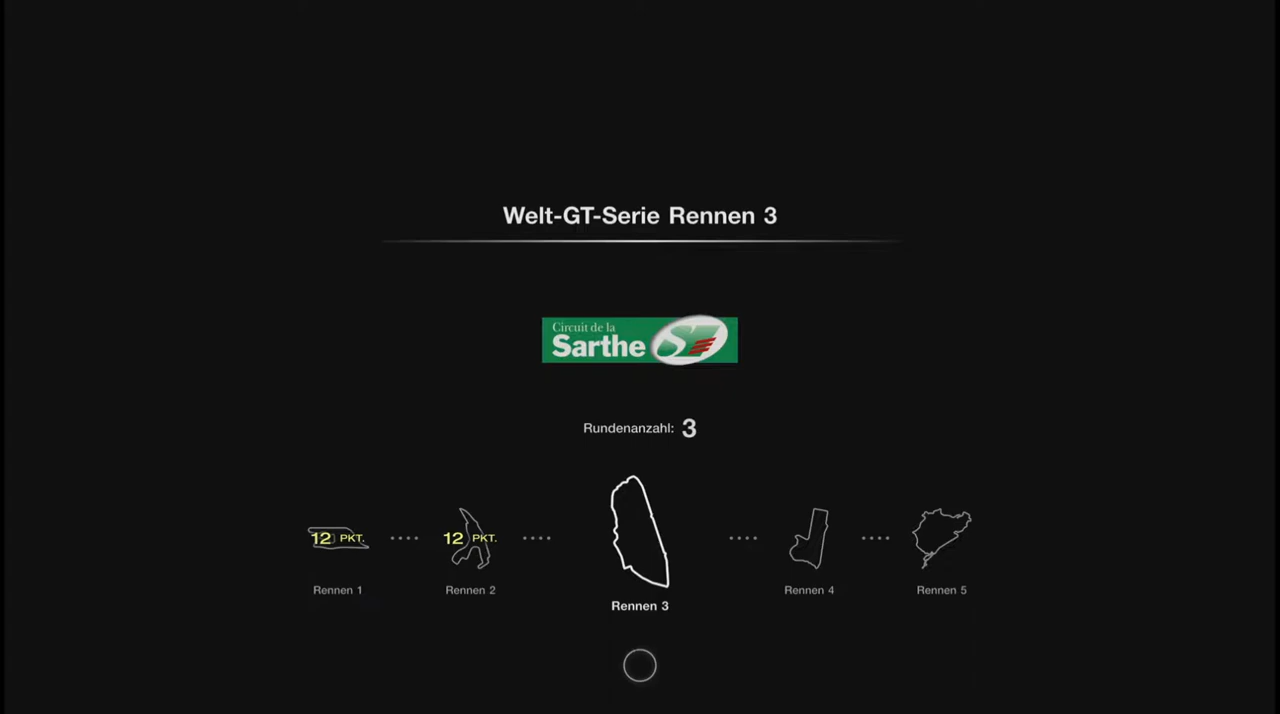 Welt-GT-Serie Rennen 3
Circuit de la
Sarthe
Rundenanzahl: 3
12 PKT.
12 PKT.
Rennen 1
Rennen 2
Rennen 3
Rennen 4
Rennen 5